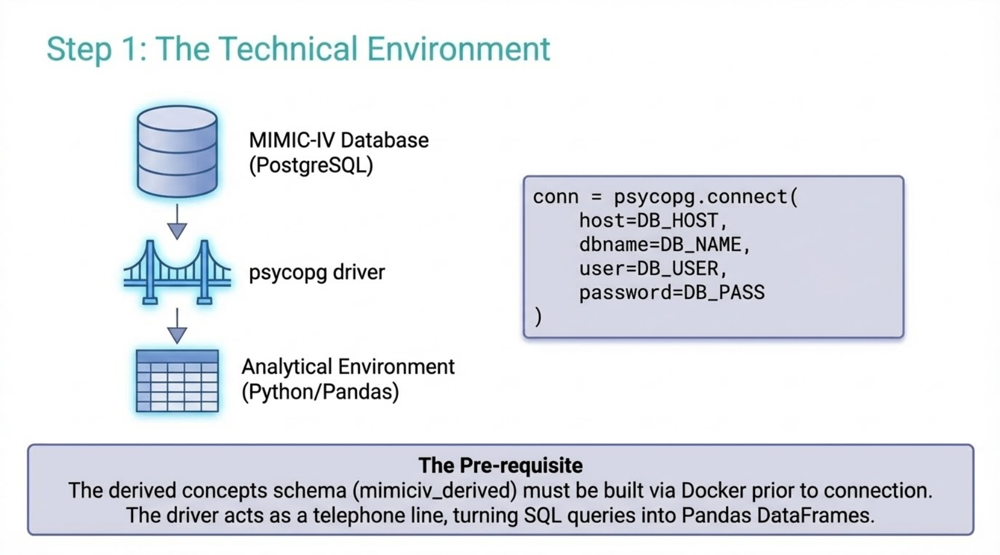 Step 1: The Technical Environment
MIMIC-IV Database
(PostgreSQL)
psycopg driver
Analytical Environment
(Python/Pandas)
conn = psycopg.connect(
    host=DB_HOST,
    dbname=DB_NAME,
    user=DB_USER,
    password=DB_PASS
)
The Pre-requisite
The derived concepts schema (mimiciv_derived) must be built via Docker prior to connection.
The driver acts as a telephone line, turning SQL queries into Pandas DataFrames.